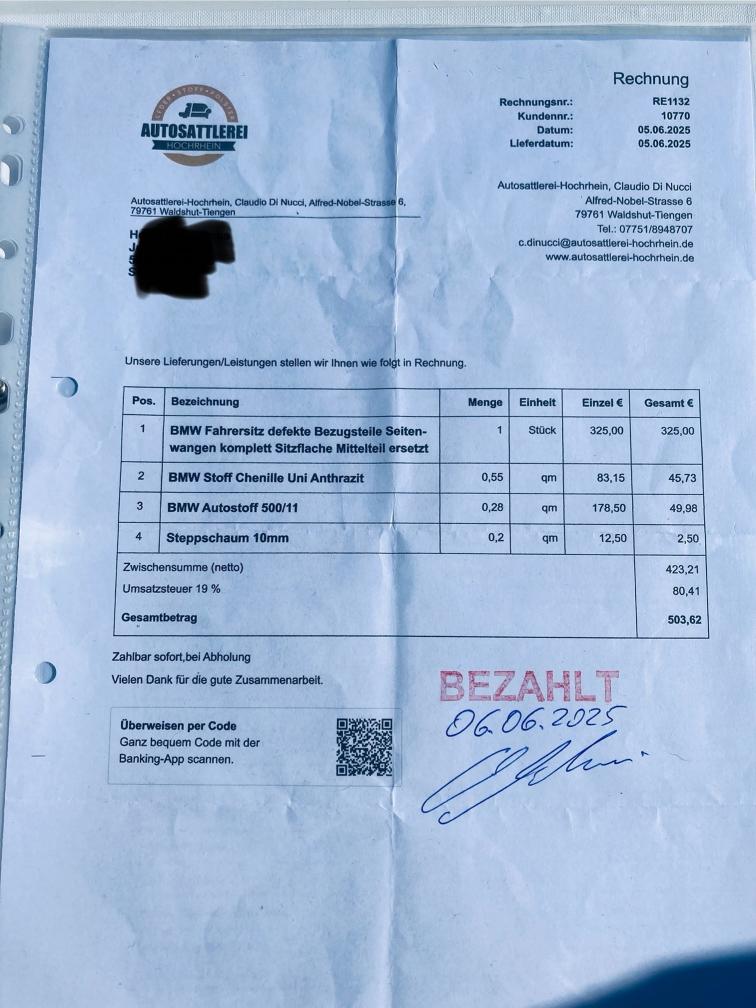 Rechnung
LEDER · STOFF · POLSTER
AUTOSATTLEREI
HOCHRHEIN
Rechnungsnr.: RE1132
Kundennr.: 10770
Datum: 05.06.2025
Lieferdatum: 05.06.2025
Autosattlerei-Hochrhein, Claudio Di Nucci
Alfred-Nobel-Strasse 6
79761 Waldshut-Tiengen
Tel.: 07751/8948707
c.dinucci@autosattlerei-hochrhein.de
www.autosattlerei-hochrhein.de
Autosattlerei-Hochrhein, Claudio Di Nucci, Alfred-Nobel-Strasse 6,
79761 Waldshut-Tiengen
Unsere Lieferungen/Leistungen stellen wir Ihnen wie folgt in Rechnung.
Pos. Bezeichnung Menge Einheit Einzel € Gesamt €
1 BMW Fahrersitz defekte Bezugsteile Seiten- 1 Stück 325,00 325,00
wangen komplett Sitzflache Mittelteil ersetzt
2 BMW Stoff Chenille Uni Anthrazit 0,55 qm 83,15 45,73
3 BMW Autostoff 500/11 0,28 qm 178,50 49,98
4 Steppschaum 10mm 0,2 qm 12,50 2,50
Zwischensumme (netto) 423,21
Umsatzsteuer 19 % 80,41
Gesamtbetrag 503,62
Zahlbar sofort,bei Abholung
Vielen Dank für die gute Zusammenarbeit.
BEZAHLT
06.06.2025
Überweisen per Code
Ganz bequem Code mit der
Banking-App scannen.